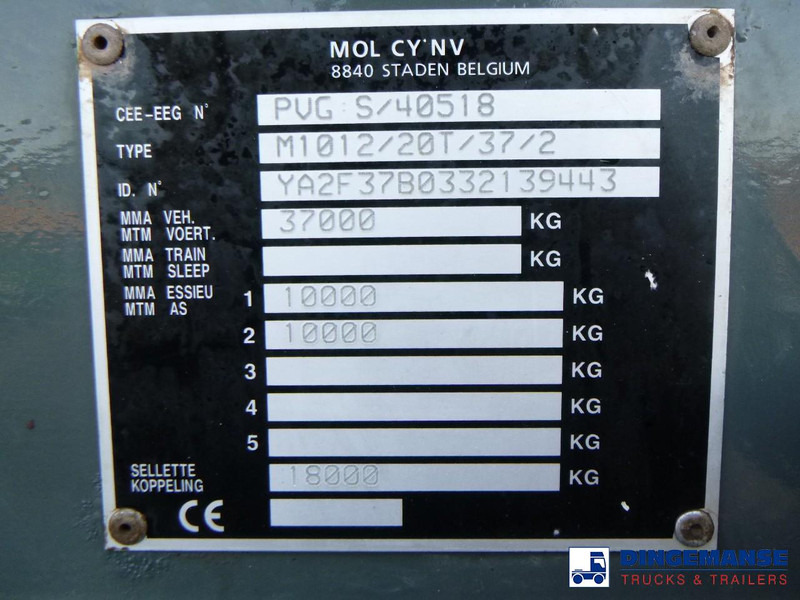 MOL CY'NV
8840 STADEN BELGIUM
CEE-EEG N° PVG S/40518
TYPE M1012/20T/37/2
ID. N° YA2F37B0332139443
MMA VEH.
MTM VOERT. 37000 KG
MMA TRAIN
MTM SLEEP KG
MMA ESSIEU
MTM AS
1 10000 KG
2 10000 KG
3 KG
4 KG
5 KG
SELLETTE
KOPPELING 18000 KG
CE
DINGEMANSE
TRUCKS & TRAILERS